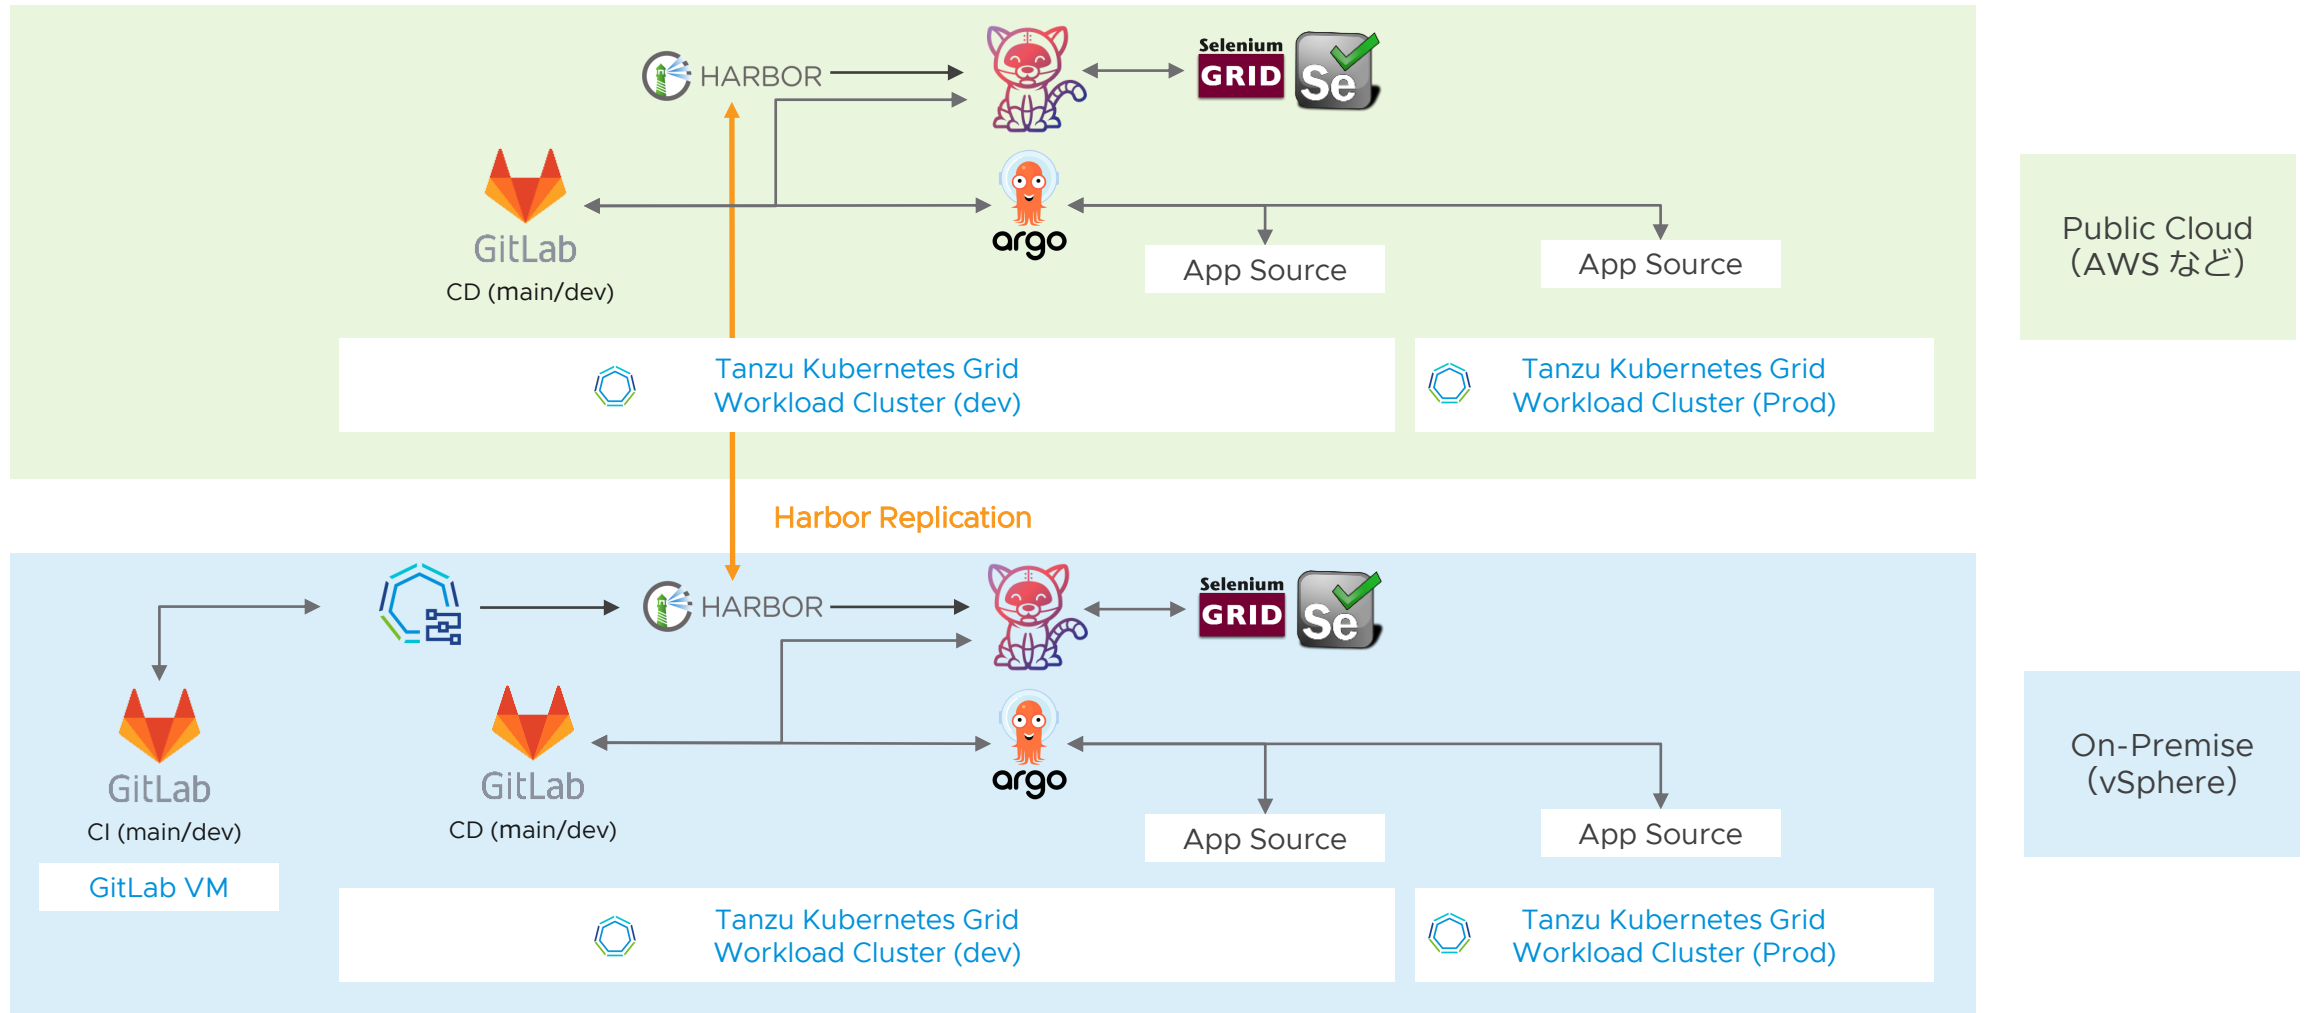 HARBOR
Selenium
GRID
Se
GitLab
CD (main/dev)
argo
App Source
App Source
Tanzu Kubernetes Grid
Workload Cluster (dev)
Tanzu Kubernetes Grid
Workload Cluster (Prod)
Public Cloud
（AWS など）
Harbor Replication
HARBOR
Selenium
GRID
Se
GitLab
CI (main/dev)
GitLab VM
GitLab
CD (main/dev)
argo
App Source
App Source
Tanzu Kubernetes Grid
Workload Cluster (dev)
Tanzu Kubernetes Grid
Workload Cluster (Prod)
On-Premise
（vSphere）